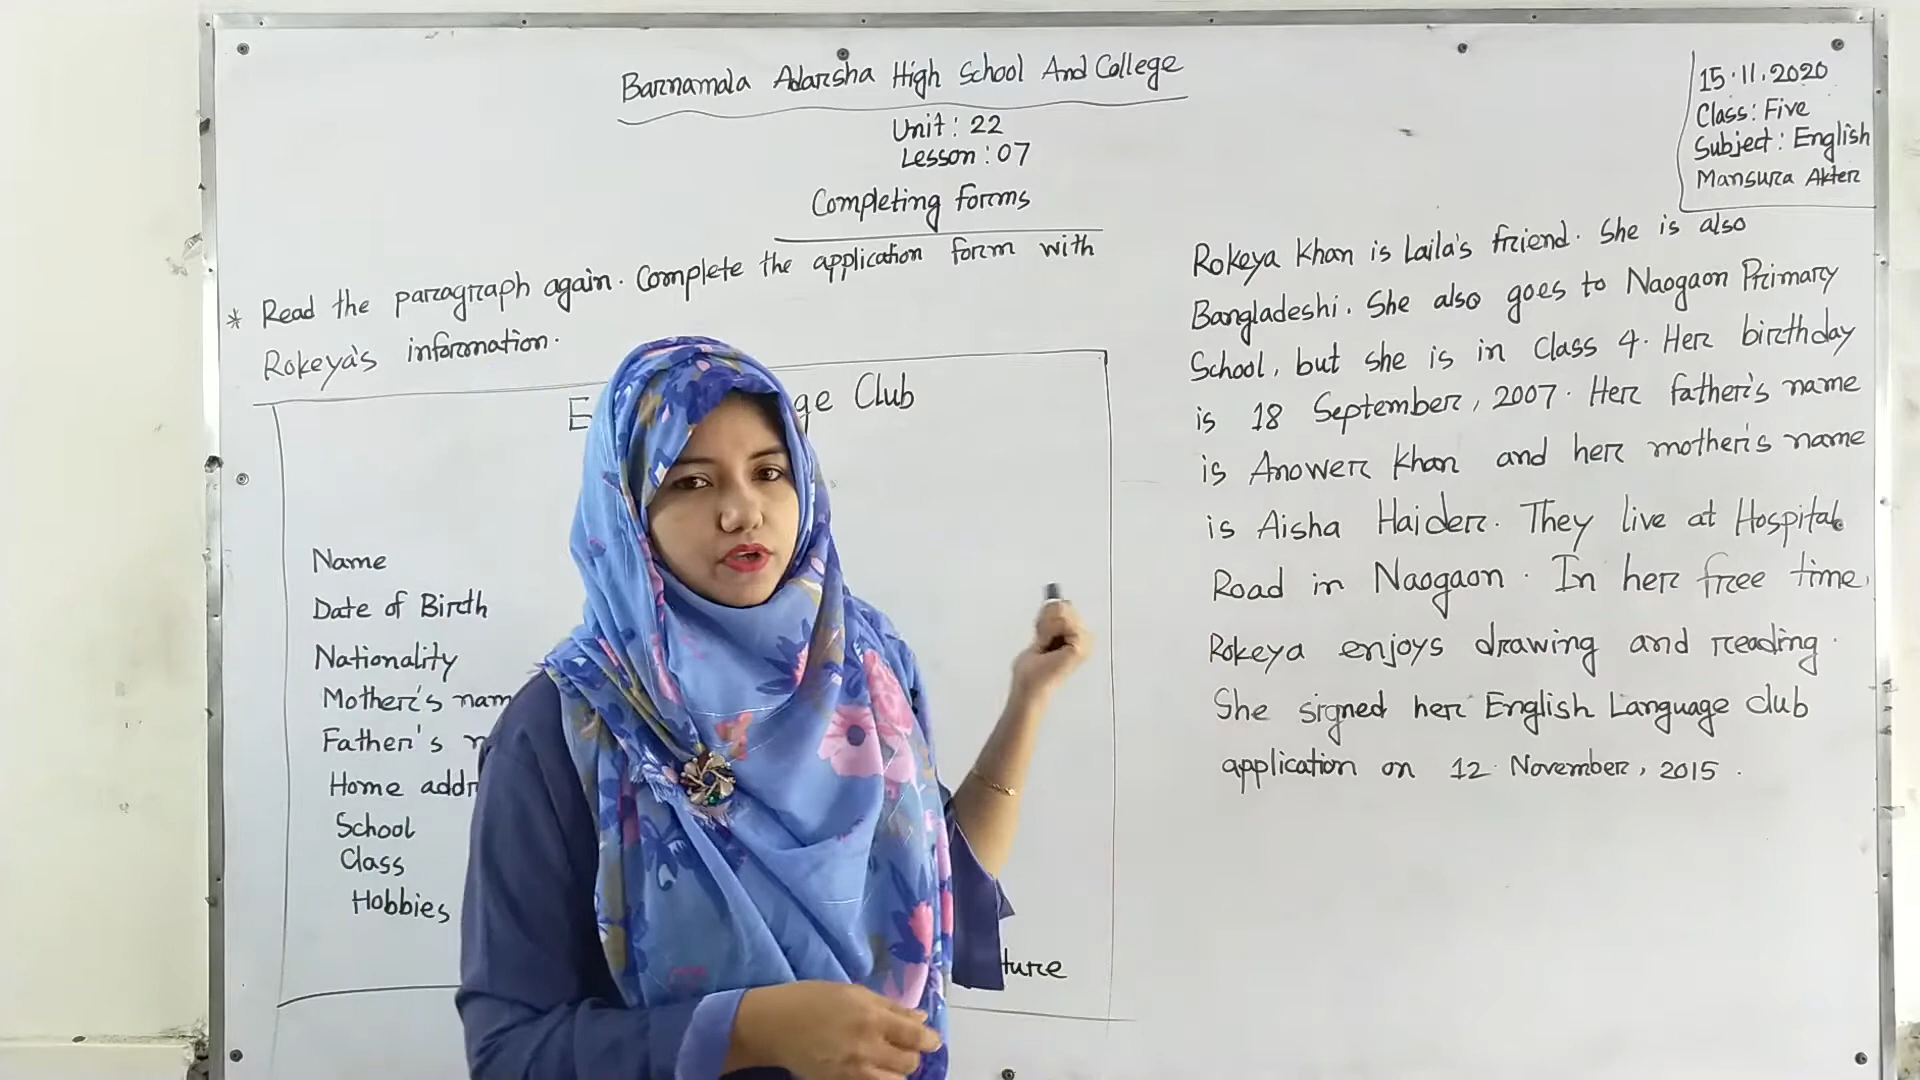 Barnamala Adarsha High School And College
Unit : 22
Lesson : 07
Completing forms
15.11.2020
Class : Five
Subject : English
Mansura Akter
* Read the paragraph again. Complete the application form with
Rokeya's information.
Club
Name
Date of Birth
Nationality
Mother's
Father's
Home
School
Class
Hobbies
Rokeya Khan is Laila's friend. She is also
Bangladeshi. She also goes to Naogaon Primary
School, but she is in Class 4. Her birthday
is 18 September, 2007. Her father's name
is Anower Khan and her mother's name
is Aisha Haider. They live at Hospital
Road in Naogaon. In her free time,
Rokeya enjoys drawing and reading.
She signed her English Language club
application on 12 November, 2015.